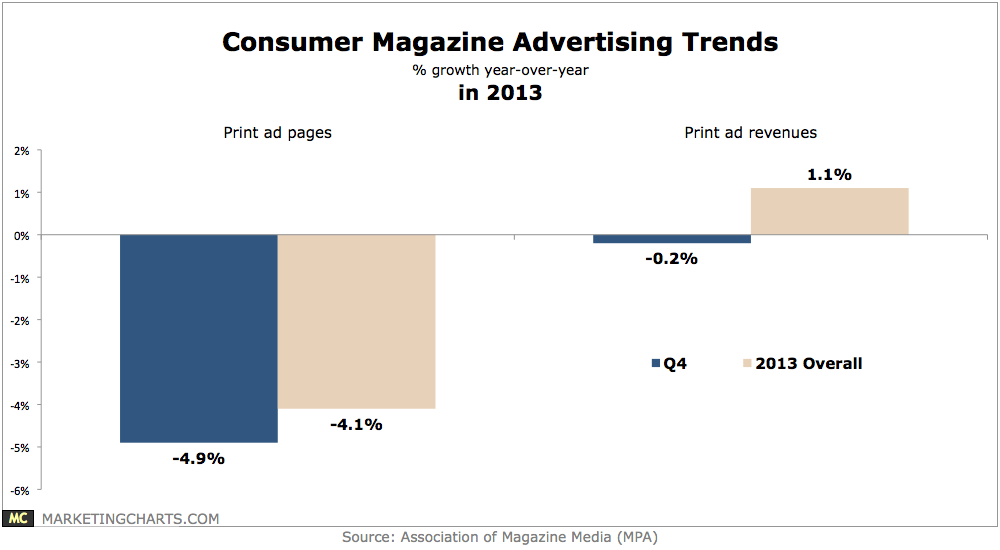 Consumer Magazine Advertising Trends
% growth year-over-year
in 2013
Print ad pages
Print ad revenues
2%
1%
0%
-1%
-2%
-3%
-4%
-5%
-6%
-4.9%
-4.1%
-0.2%
1.1%
Q4
2013 Overall
MC MARKETINGCHARTS.COM
Source: Association of Magazine Media (MPA)